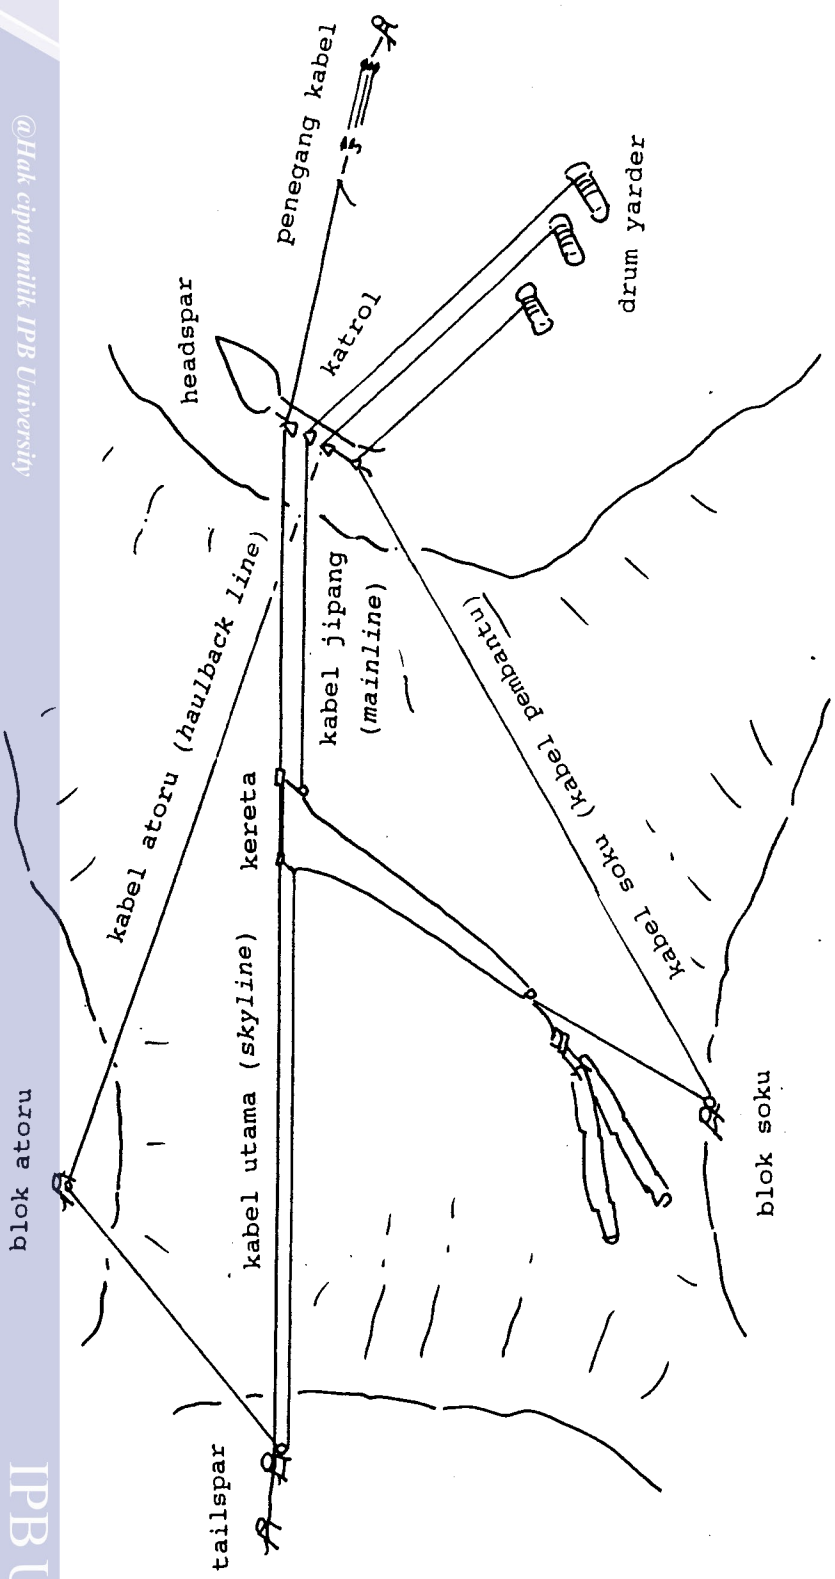 @Hak cipta milik IPB University
IPB U
penegang kabel
headspar
katrol
drum yarder
kabel atoru (haulback line)
kabel jipang
(mainline)
kabel soku (kabel pembantu)
kereta
kabel utama (skyline)
blok atoru
blok soku
tailspar